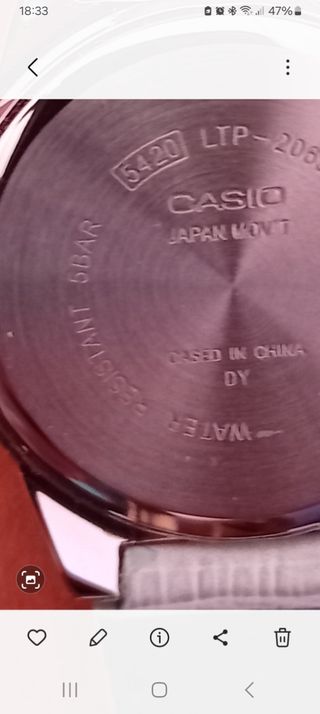 18:33
47%
5420 LTP-206
CASIO
JAPAN MOV'T
CASED IN CHINA
DY
WATER RESISTANT 5BAR